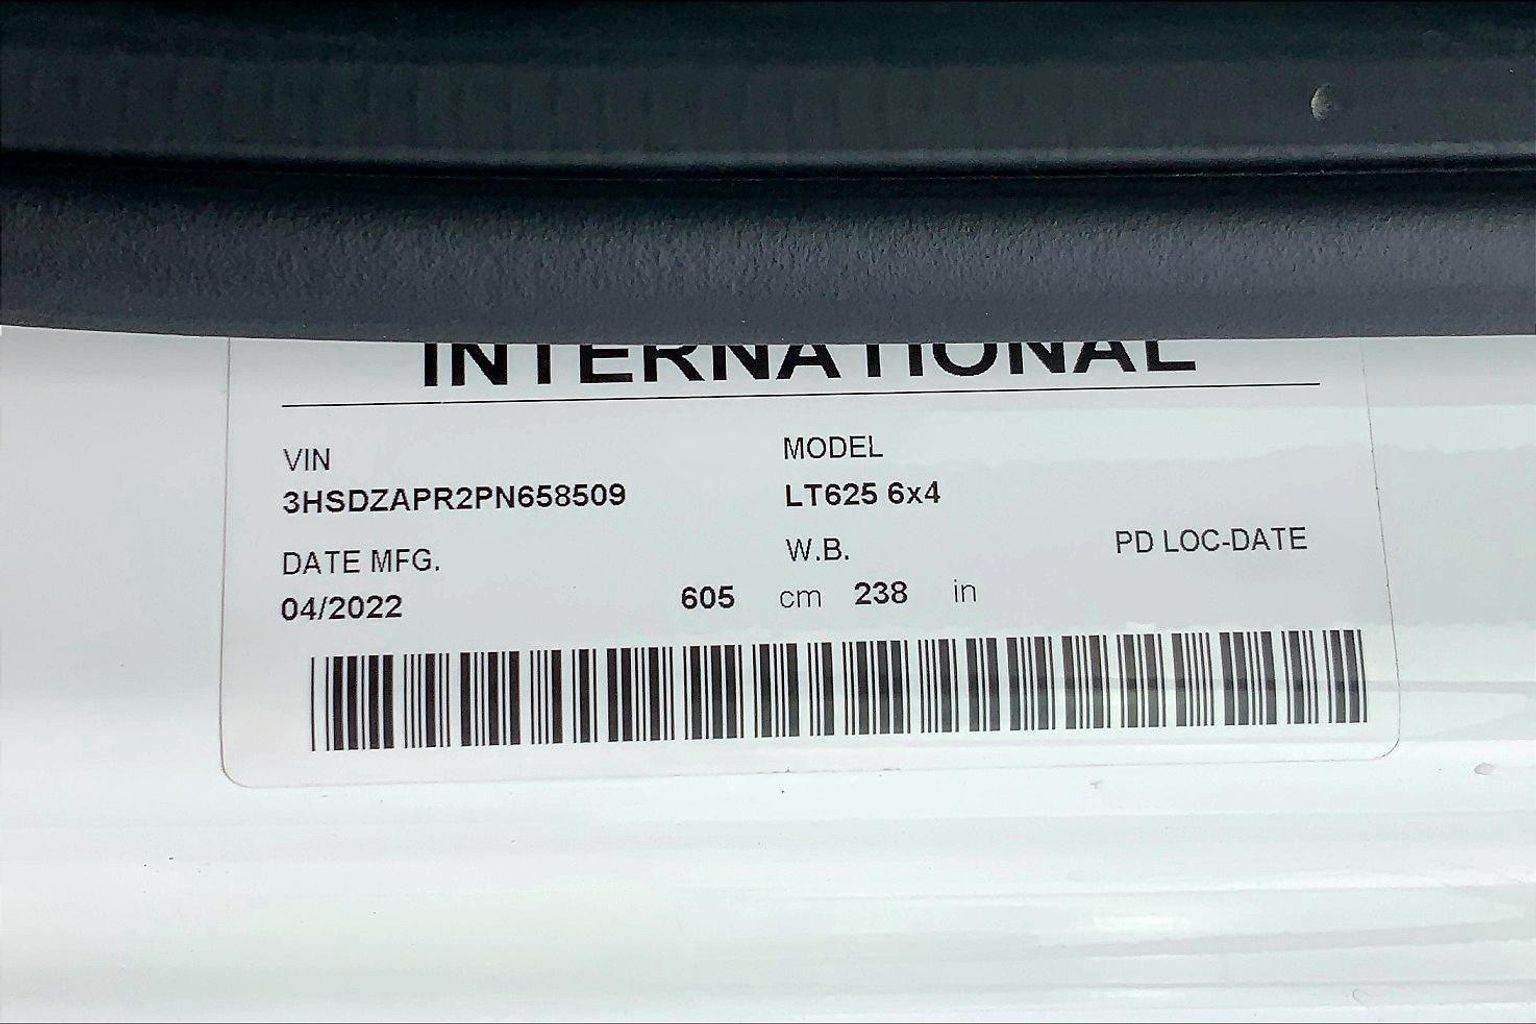 INTERNATIONAL
VIN
MODEL
3HSDZAPR2PN658509
LT625 6x4
DATE MFG.
W.B.
PD LOC-DATE
04/2022
605 cm 238 in